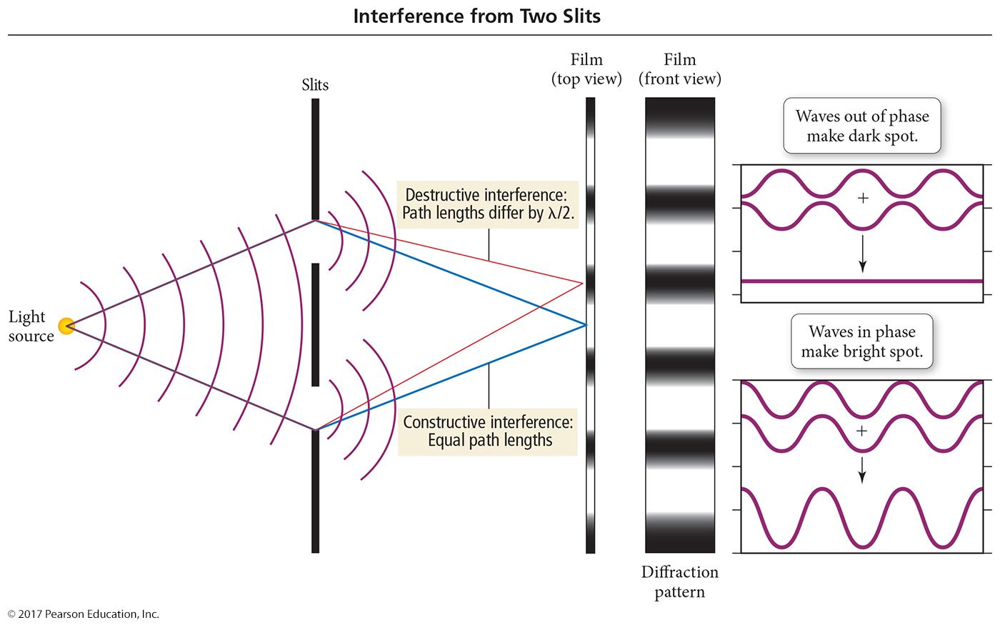 Interference from Two Slits
Film
(top view)
Film
(front view)
Slits
Waves out of phase
make dark spot.
Destructive interference:
Path lengths differ by λ/2.
+
Light
source
Waves in phase
make bright spot.
Constructive interference:
Equal path lengths
+
Diffraction
pattern
© 2017 Pearson Education, Inc.